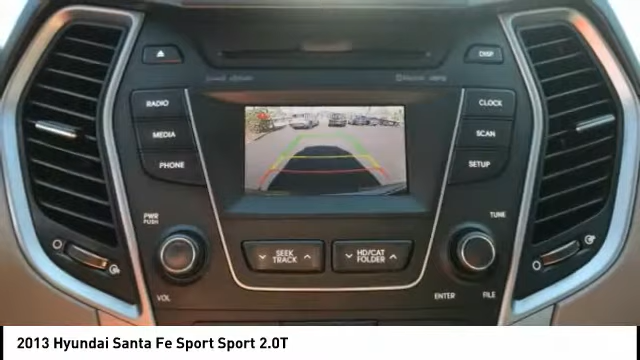 DISP
RADIO
CLOCK
MEDIA
SCAN
PHONE
SETUP
PWR
PUSH
TUNE
SEEK
TRACK
HD/CAT
FOLDER
VOL
ENTER
FILE
2013 Hyundai Santa Fe Sport Sport 2.0T